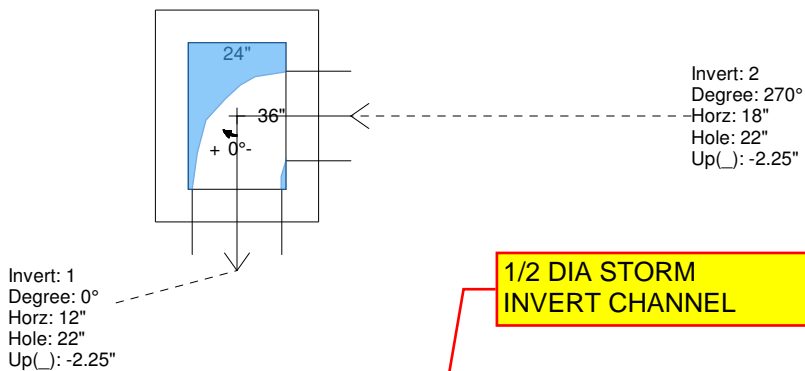 24"
36"
+ 0°-
Invert: 2
Degree: 270°
Horz: 18"
Hole: 22"
Up(_): -2.25"
Invert: 1
Degree: 0°
Horz: 12"
Hole: 22"
Up(_): -2.25"
1/2 DIA STORM
INVERT CHANNEL